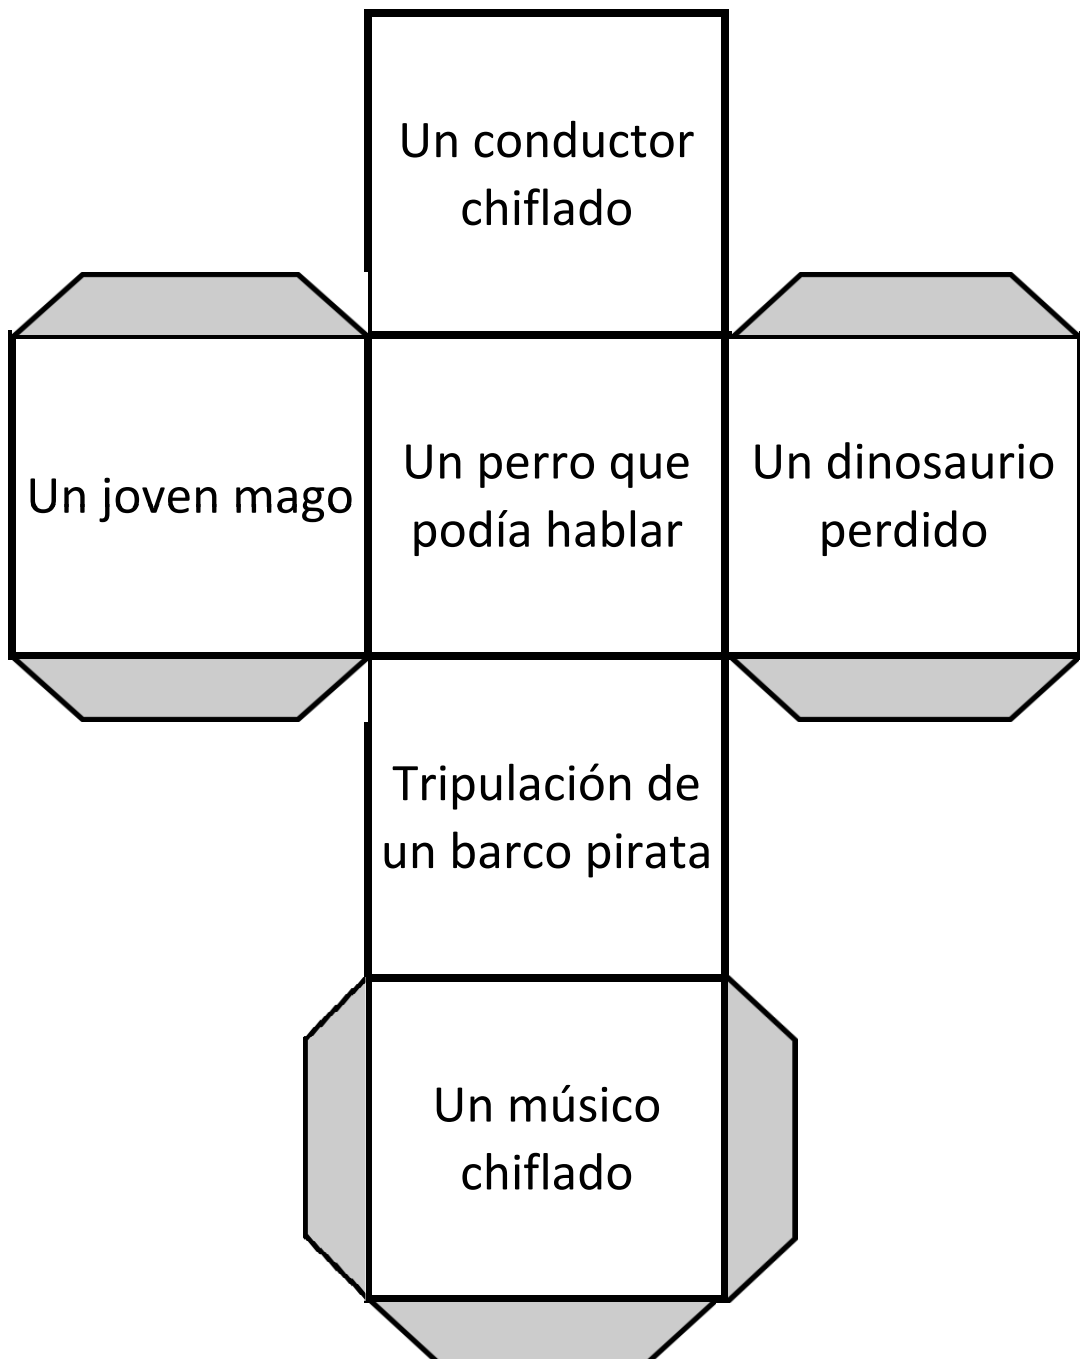 Un conductor
chiflado
Un joven mago
Un perro que
podía hablar
Un dinosaurio
perdido
Tripulación de
un barco pirata
Un músico
chiflado